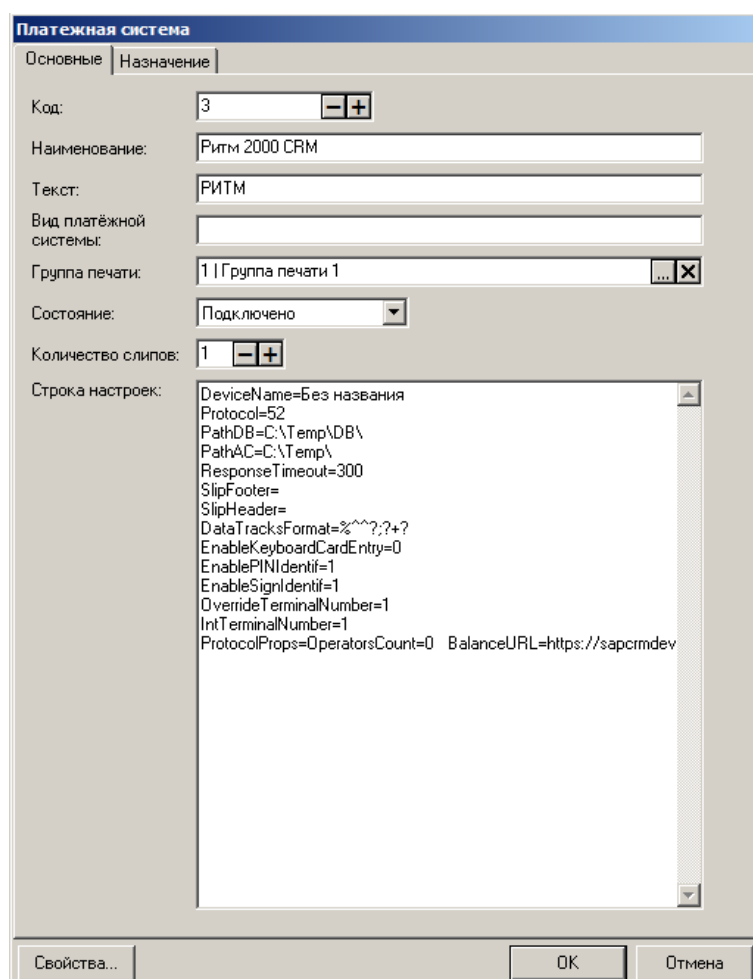 Платежная система
Основные Назначение
Код: 3
Наименование: Ритм 2000 CRM
Текст: РИТМ
Вид платёжной
системы:
Группа печати: 1 | Группа печати 1 ...
Состояние: Подключено
Количество слипов: 1
Строка настроек: DeviceName=Без названия
Protocol=52
PathDB=C:\Temp\DB\
PathAC=C:\Temp\
ResponseTimeout=300
SlipFooter=
SlipHeader=
DataTracksFormat=%^^?;?+?
EnableKeyboardCardEntry=0
EnablePINIdentif=1
EnableSignIdentif=1
OverrideTerminalNumber=1
IntTerminalNumber=1
ProtocolProps=OperatorsCount=0 BalanceURL=https://sapcrmdev
Свойства... OK Отмена